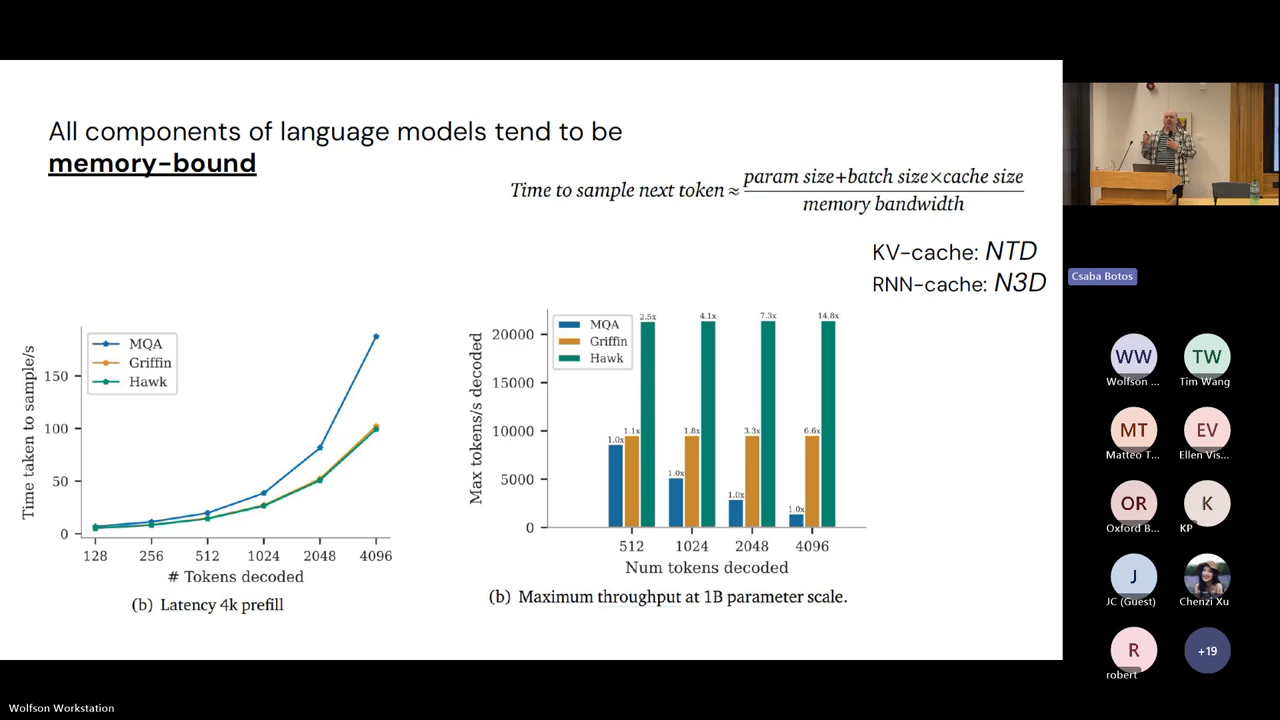 All components of language models tend to be
memory-bound
Time to sample next token ≈ param size+batch size×cache size
memory bandwidth
KV-cache: NTD
RNN-cache: N3D
Time taken to sample/s
150
100
50
0
MQA
Griffin
Hawk
128 256 512 1024 2048 4096
# Tokens decoded
(b) Latency 4k prefill
Max tokens/s decoded
20000
15000
10000
5000
0
MQA
Griffin
Hawk
1.0x 1.1x 2.5x
1.0x 1.8x 4.1x
1.0x 3.3x 7.3x
1.0x 6.6x 14.8x
512 1024 2048 4096
Num tokens decoded
(b) Maximum throughput at 1B parameter scale.
Csaba Botos
WW
Wolfson ...
TW
Tim Wang
MT
Matteo T...
EV
Ellen Vis...
OR
Oxford B...
K
KP
J
JC (Guest)
Chenzi Xu
R
robert
+19
Wolfson Workstation